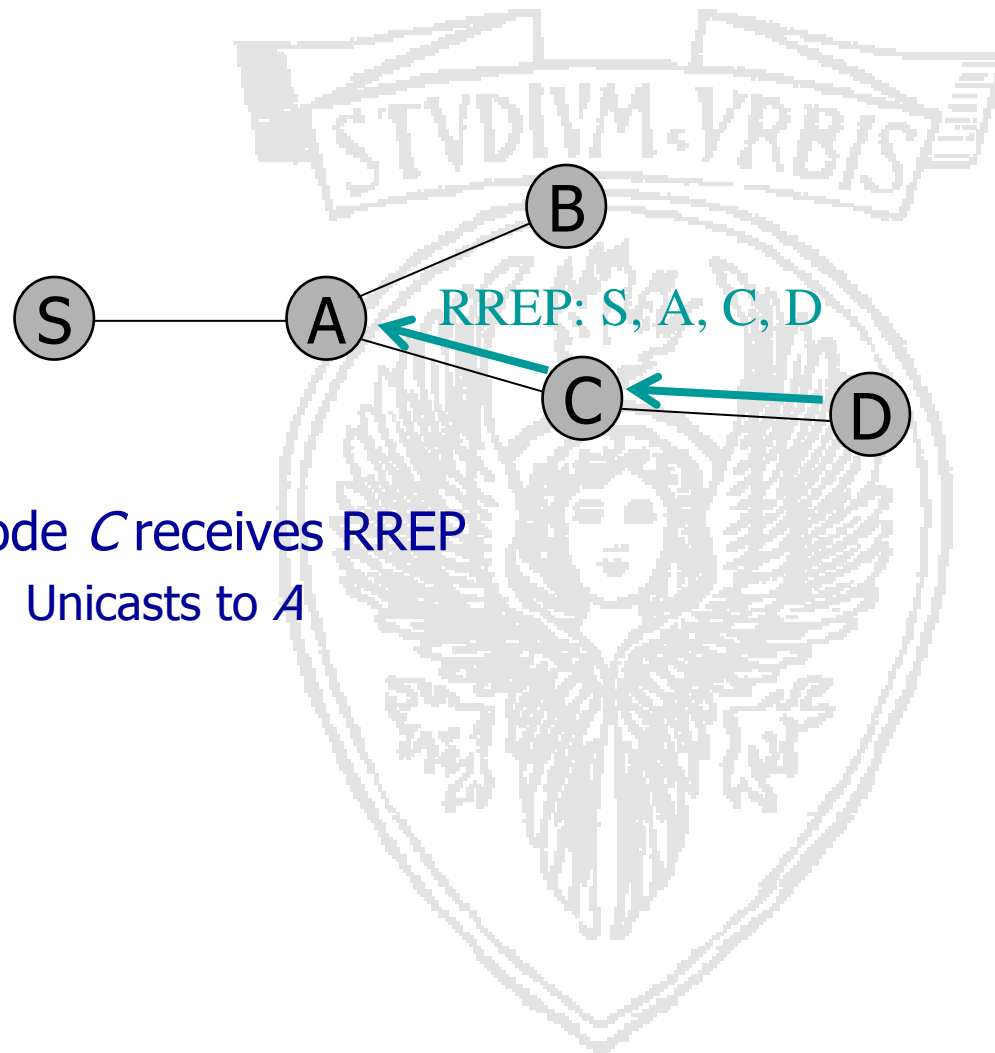 STVDIVM · VRBIS
B
S
A
RREP: S, A, C, D
C
D
ode C receives RREP
Unicasts to A